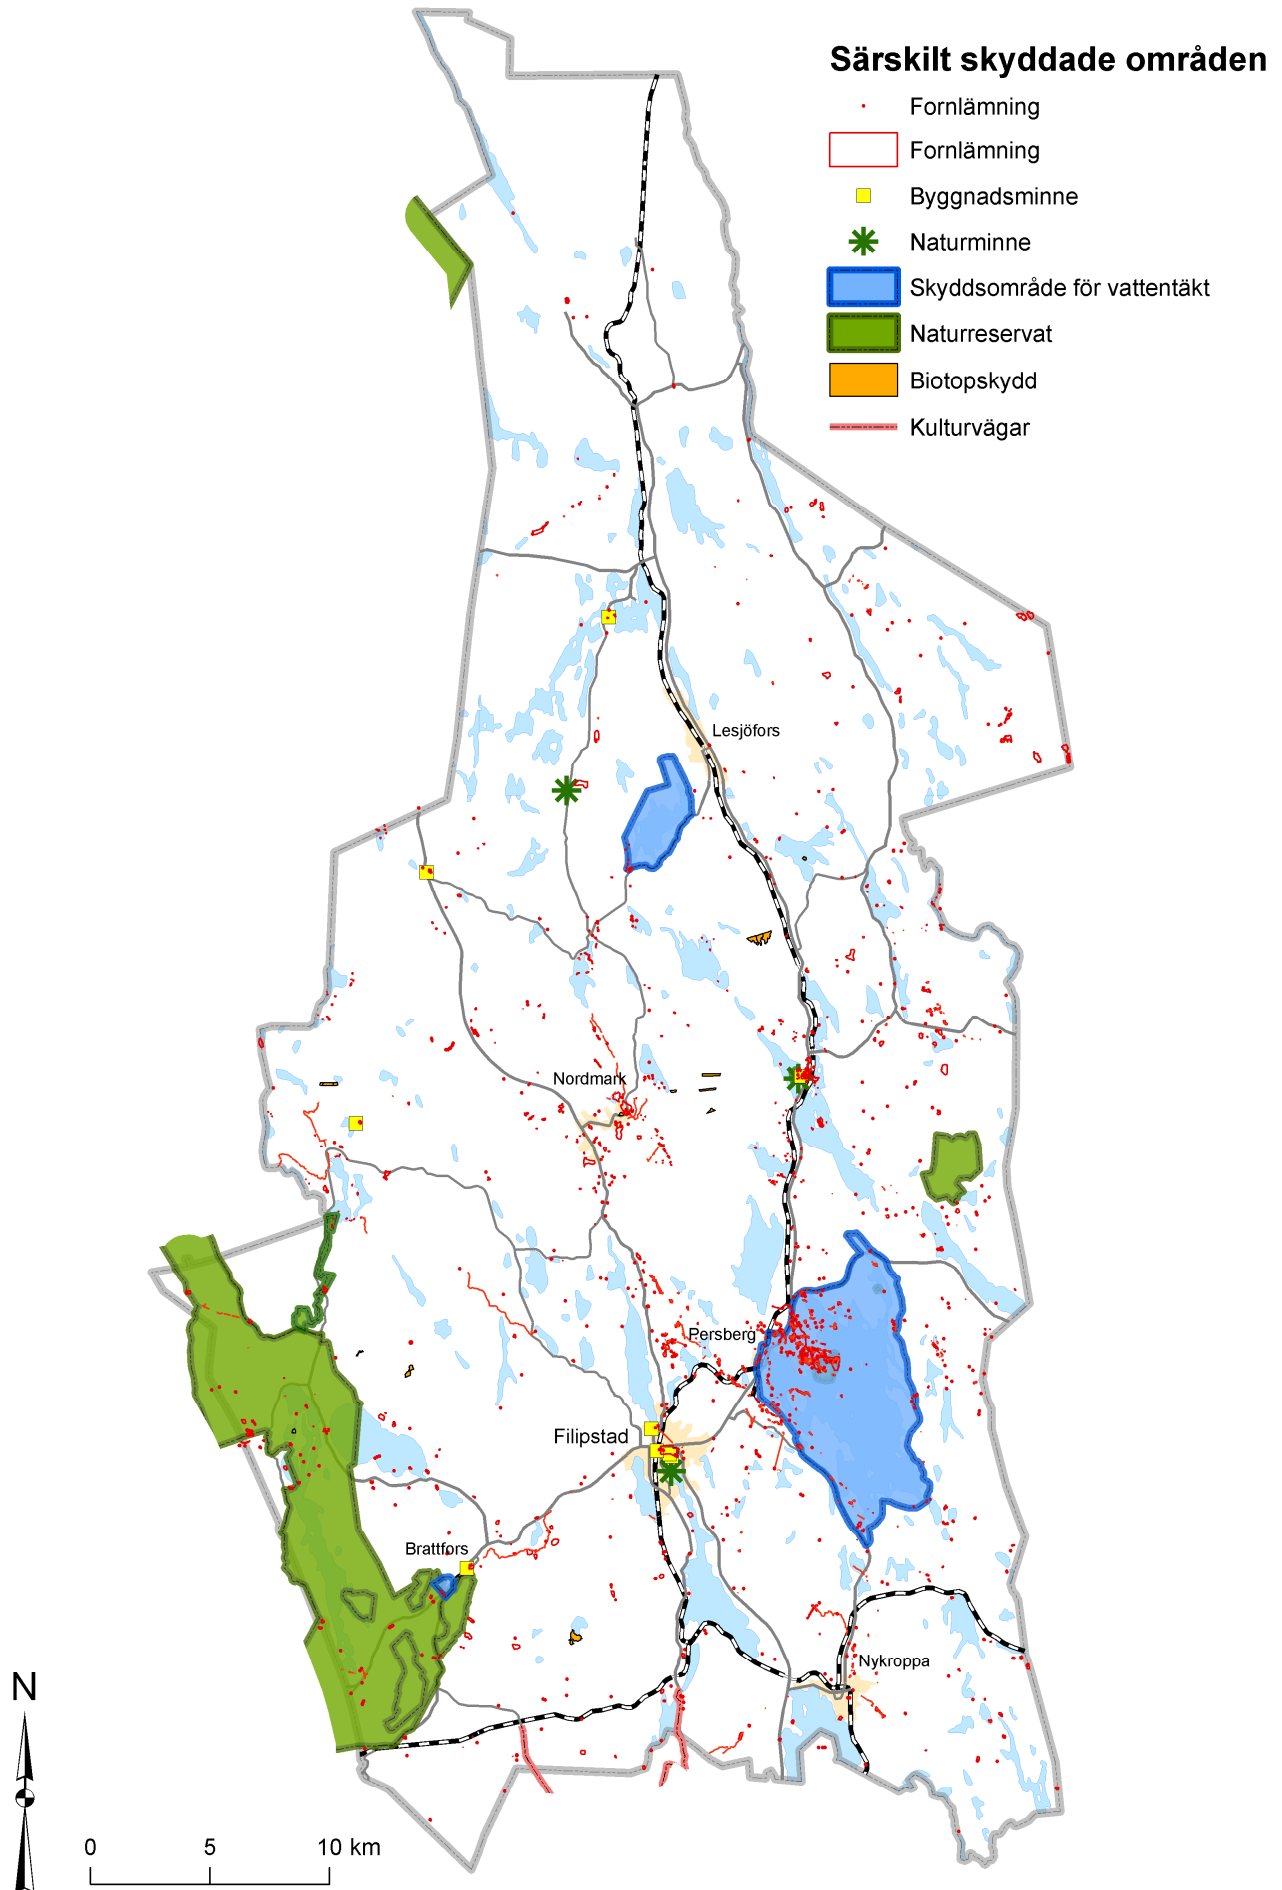 Särskilt skyddade områden
Fornlämning
Fornlämning
Byggnadsminne
Naturminne
Skyddsområde för vattentäkt
Naturreservat
Biotopskydd
Kulturvägar
Lesjöfors
Nordmark
Persberg
Filipstad
Brattfors
Nykroppa
N
0 5 10 km